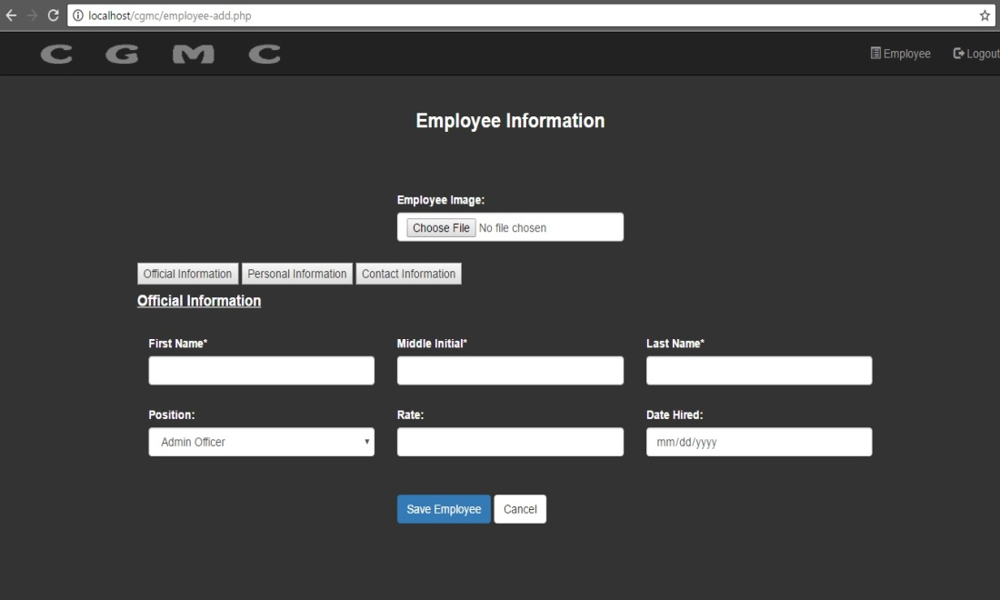 localhost/cgmc/employee-add.php
C G M C Employee Logout
Employee Information
Employee Image:
Choose File No file chosen
Official Information Personal Information Contact Information
Official Information
First Name* Middle Initial* Last Name*
Position: Rate: Date Hired:
Admin Officer mm/dd/yyyy
Save Employee Cancel